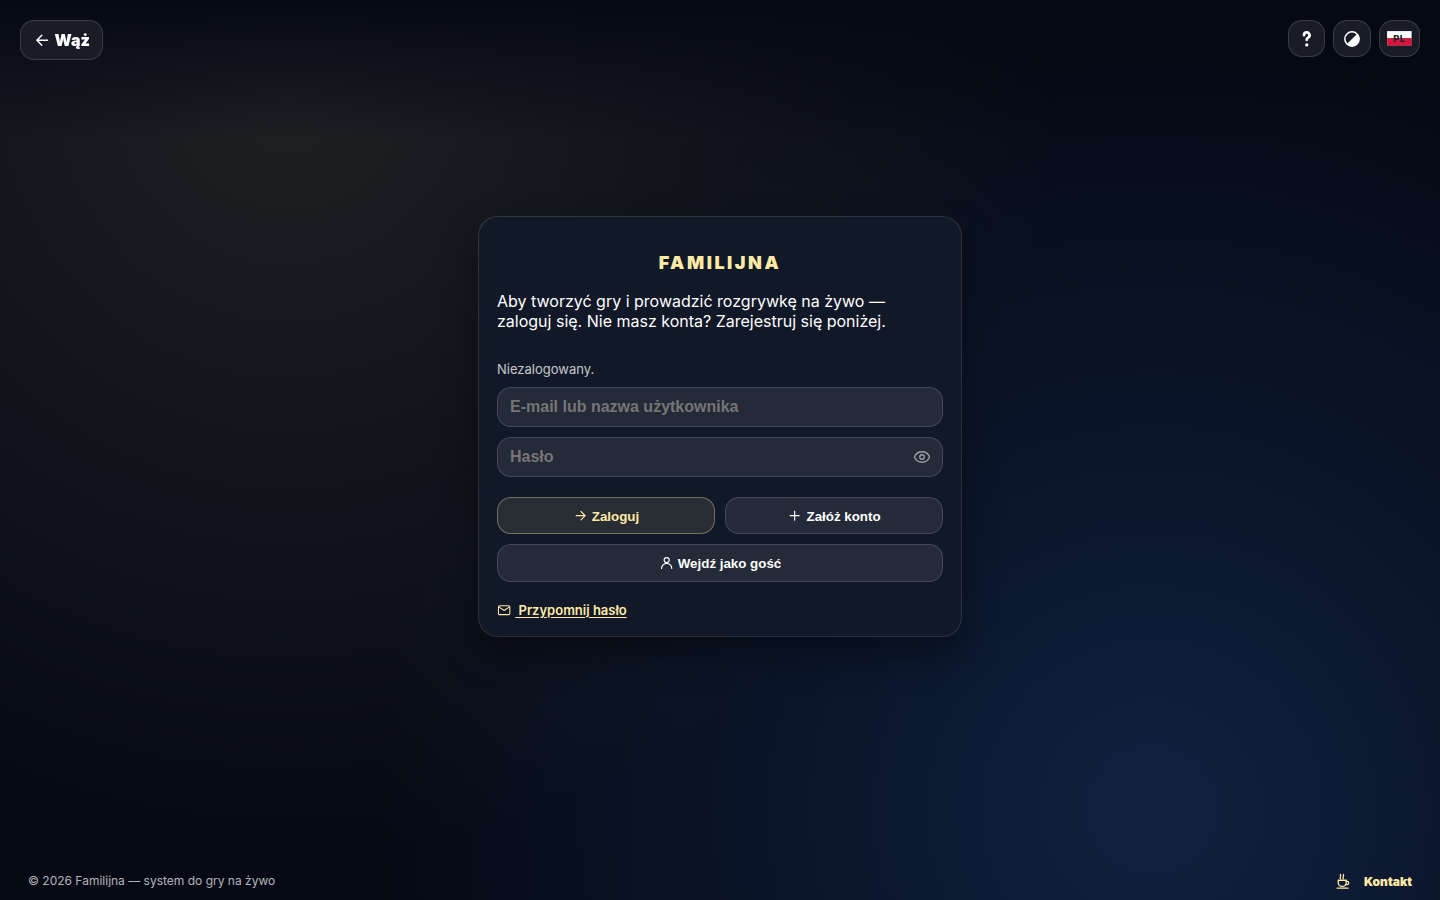 ← Wąż
?
PL
FAMILIJNA
Aby tworzyć gry i prowadzić rozgrywkę na żywo —
zaloguj się. Nie masz konta? Zarejestruj się poniżej.
Niezalogowany.
E-mail lub nazwa użytkownika
Hasło
→ Zaloguj
+ Załóż konto
Wejdź jako gość
Przypomnij hasło
© 2026 Familijna — system do gry na żywo
Kontakt